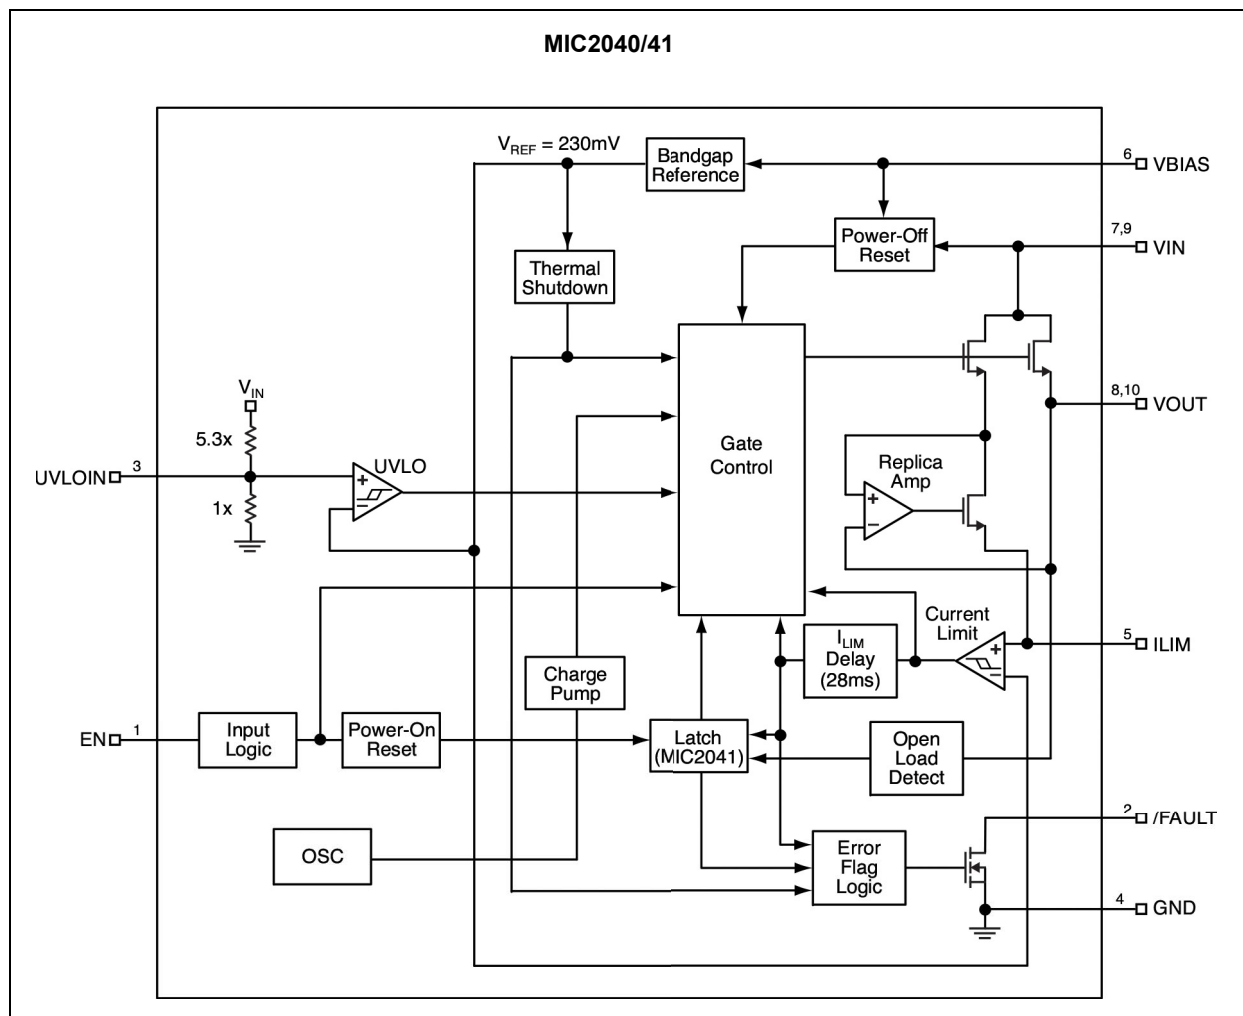 MIC2040/41
VREF = 230mV
Bandgap
Reference
6
VBIAS
Power-Off
Reset
7,9
VIN
Thermal
Shutdown
VIN
5.3x
8,10
VOUT
UVLOIN
3
UVLO
+
−
1x
Gate
Control
Replica
Amp
+
−
Current
Limit
+
−
ILIM
Delay
(28ms)
5
ILIM
Charge
Pump
EN
1
Input
Logic
Power-On
Reset
Latch
(MIC2041)
Open
Load
Detect
2
/FAULT
OSC
Error
Flag
Logic
4
GND